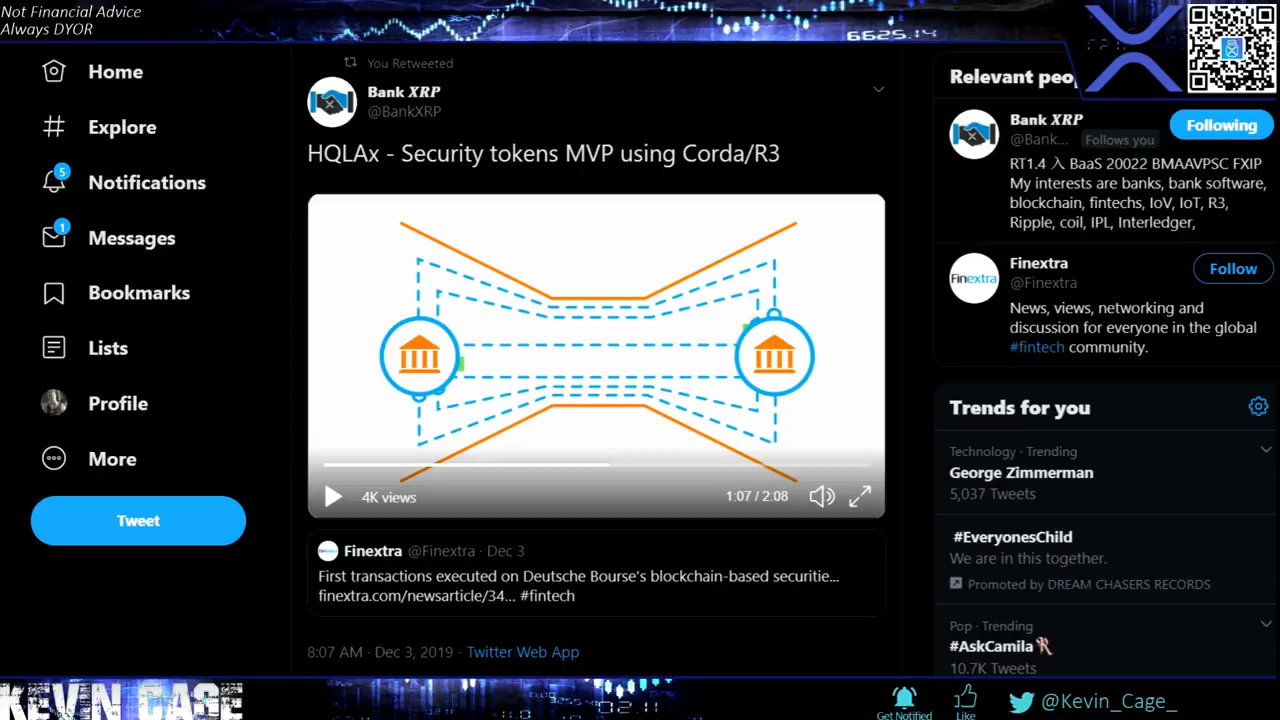 Not Financial Advice
Always DYOR
6625.14
Home
Explore
5
Notifications
1
Messages
Bookmarks
Lists
Profile
More
Tweet
You Retweeted
Bank XRP
@BankXRP
HQLAx - Security tokens MVP using Corda/R3
4K views
1:07 / 2:08
Finextra @Finextra · Dec 3
First transactions executed on Deutsche Bourse's blockchain-based securitie...
finextra.com/newsarticle/34... #fintech
8:07 AM · Dec 3, 2019 · Twitter Web App
Relevant peop
Bank XRP
@Bank... Follows you
Following
RT1.4 入 BaaS 20022 BMAAVPSC FXIP
My interests are banks, bank software,
blockchain, fintechs, IoV, IoT, R3,
Ripple, coil, IPL, Interledger,
Finextra
Finextra
@Finextra
Follow
News, views, networking and
discussion for everyone in the global
#fintech community.
Trends for you
Technology · Trending
George Zimmerman
5,037 Tweets
#EveryonesChild
We are in this together.
Promoted by DREAM CHASERS RECORDS
Pop · Trending
#AskCamila
10.7K Tweets
KEVIN CAGE
Get Notified
Like
@Kevin_Cage_